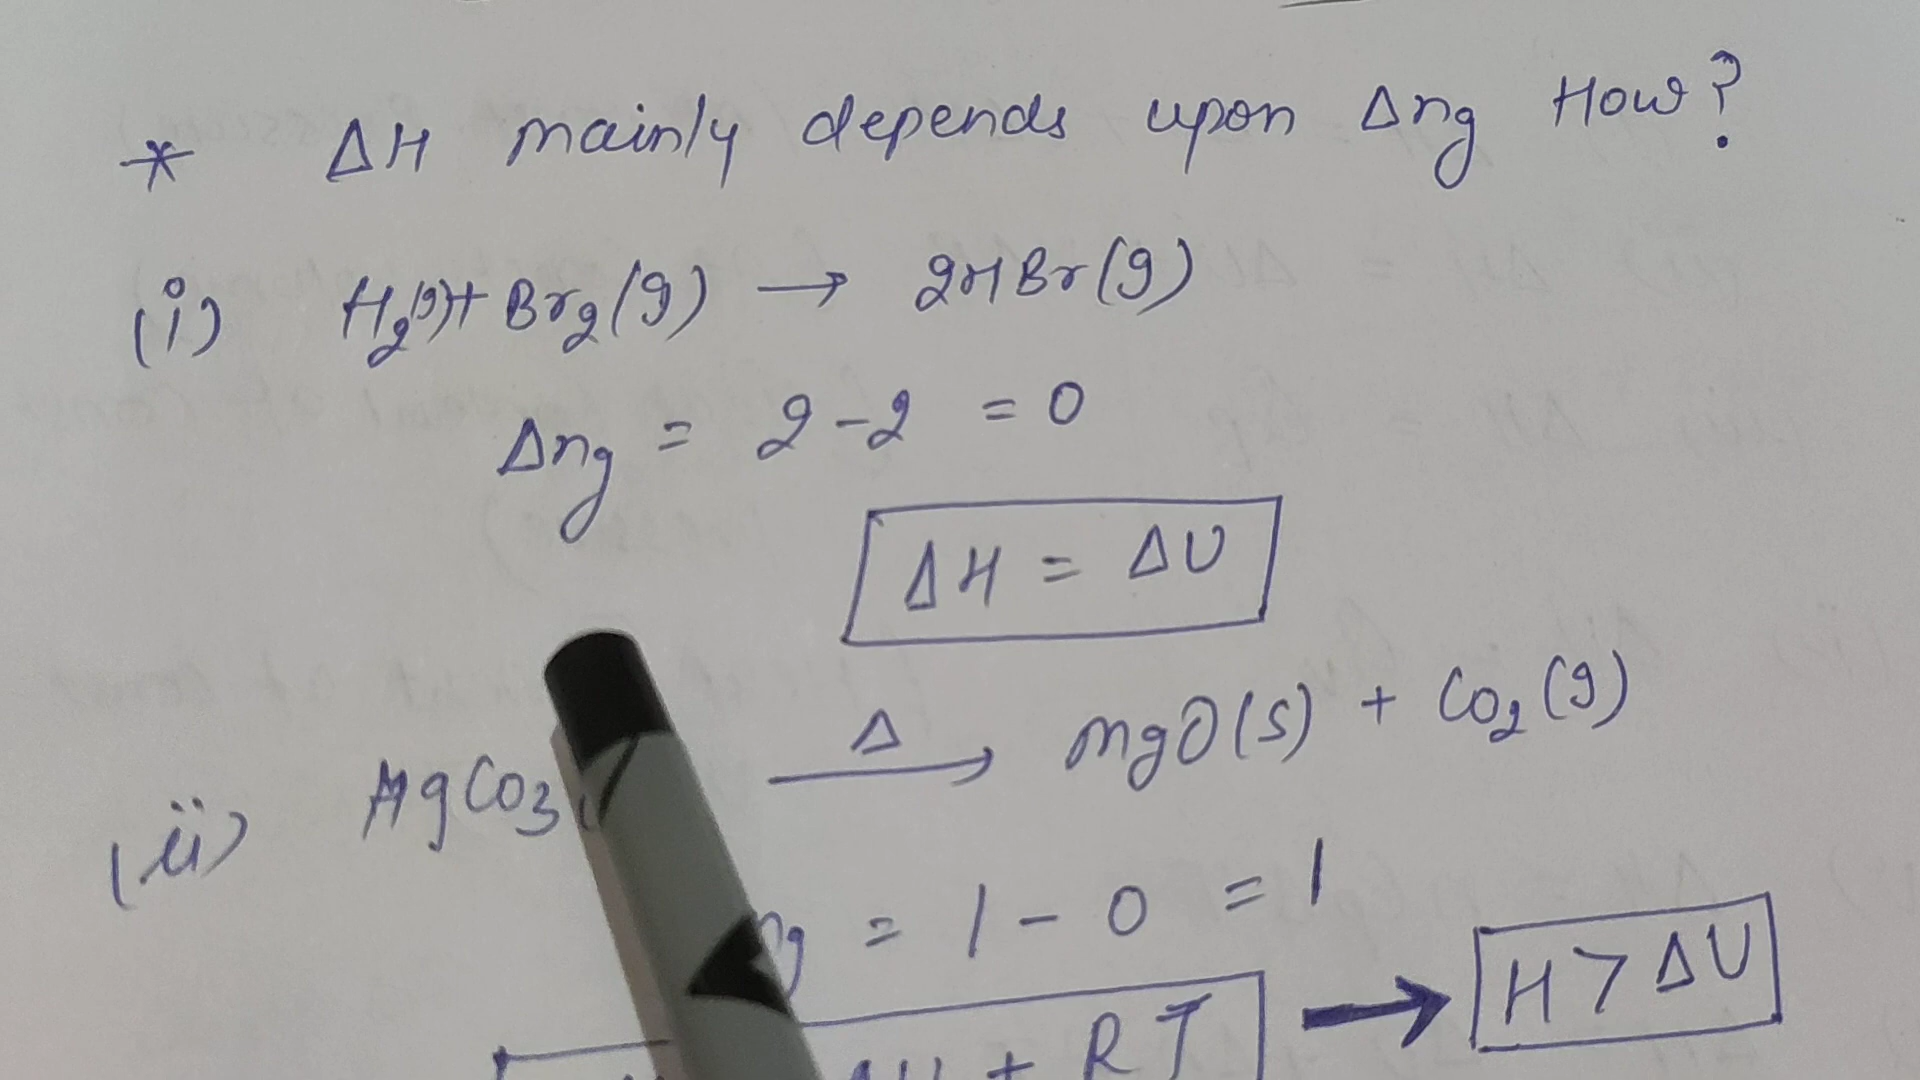 * ΔH mainly depends upon Δng How?
(i) H2(g)+ Br2(g) → 2HBr(g)
Δng = 2-2 = 0
ΔH = ΔU
(ii) MgCO3 Δ→ MgO(s) + CO2(g)
ng = 1-0 = 1
+ RT → H > ΔU